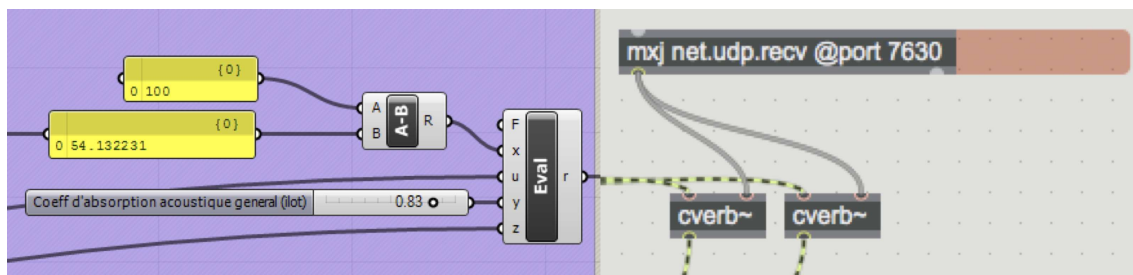 {0}
0 100
{0}
0 54.132231
A
B
A-B
R
F
x
u
y
z
Eval
r
Coeff d'absorption acoustique general (ilot)
0.83
mxj net.udp.recv @port 7630
cverb~
cverb~